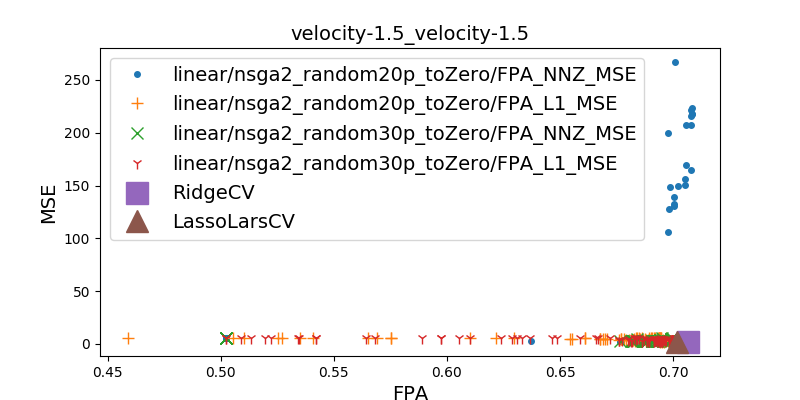 velocity-1.5_velocity-1.5
linear/nsga2_random20p_toZero/FPA_NNZ_MSE
linear/nsga2_random20p_toZero/FPA_L1_MSE
linear/nsga2_random30p_toZero/FPA_NNZ_MSE
linear/nsga2_random30p_toZero/FPA_L1_MSE
RidgeCV
LassoLarsCV
MSE
250
200
150
100
50
0
0.45 0.50 0.55 0.60 0.65 0.70
FPA